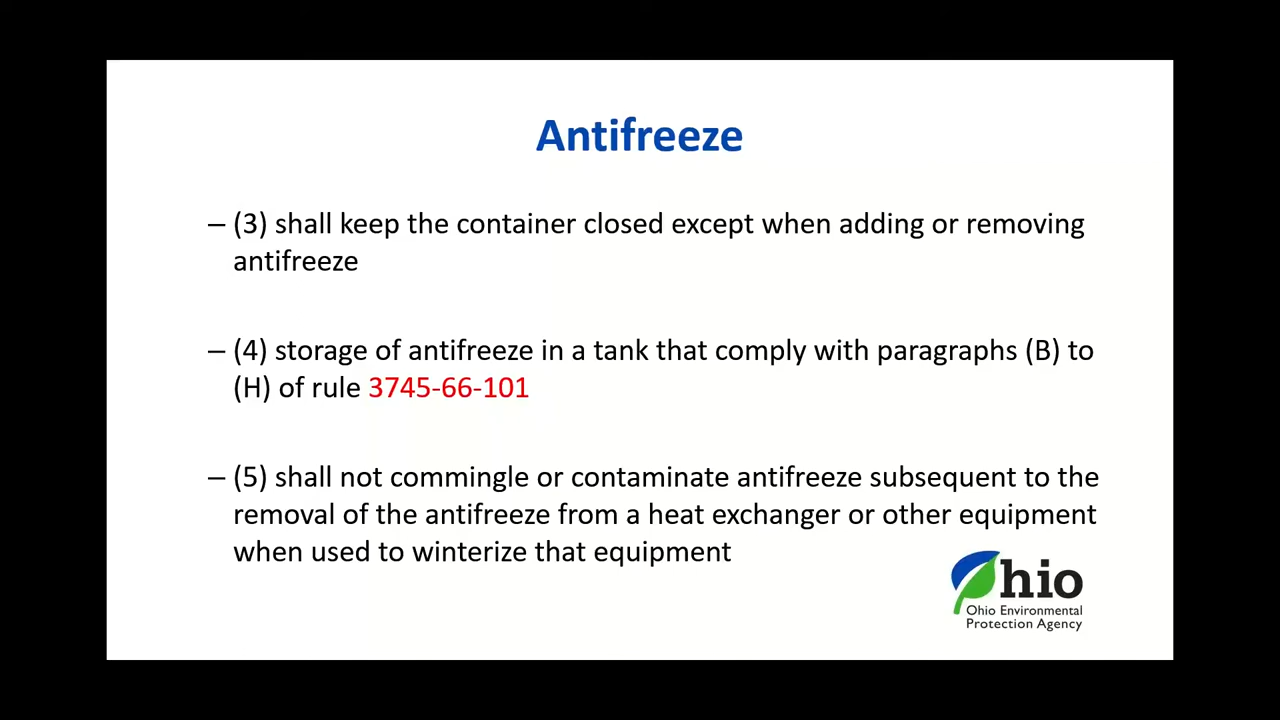 Antifreeze
– (3) shall keep the container closed except when adding or removing
antifreeze
– (4) storage of antifreeze in a tank that comply with paragraphs (B) to
(H) of rule 3745-66-101
– (5) shall not commingle or contaminate antifreeze subsequent to the
removal of the antifreeze from a heat exchanger or other equipment
when used to winterize that equipment
Ohio
Ohio Environmental
Protection Agency